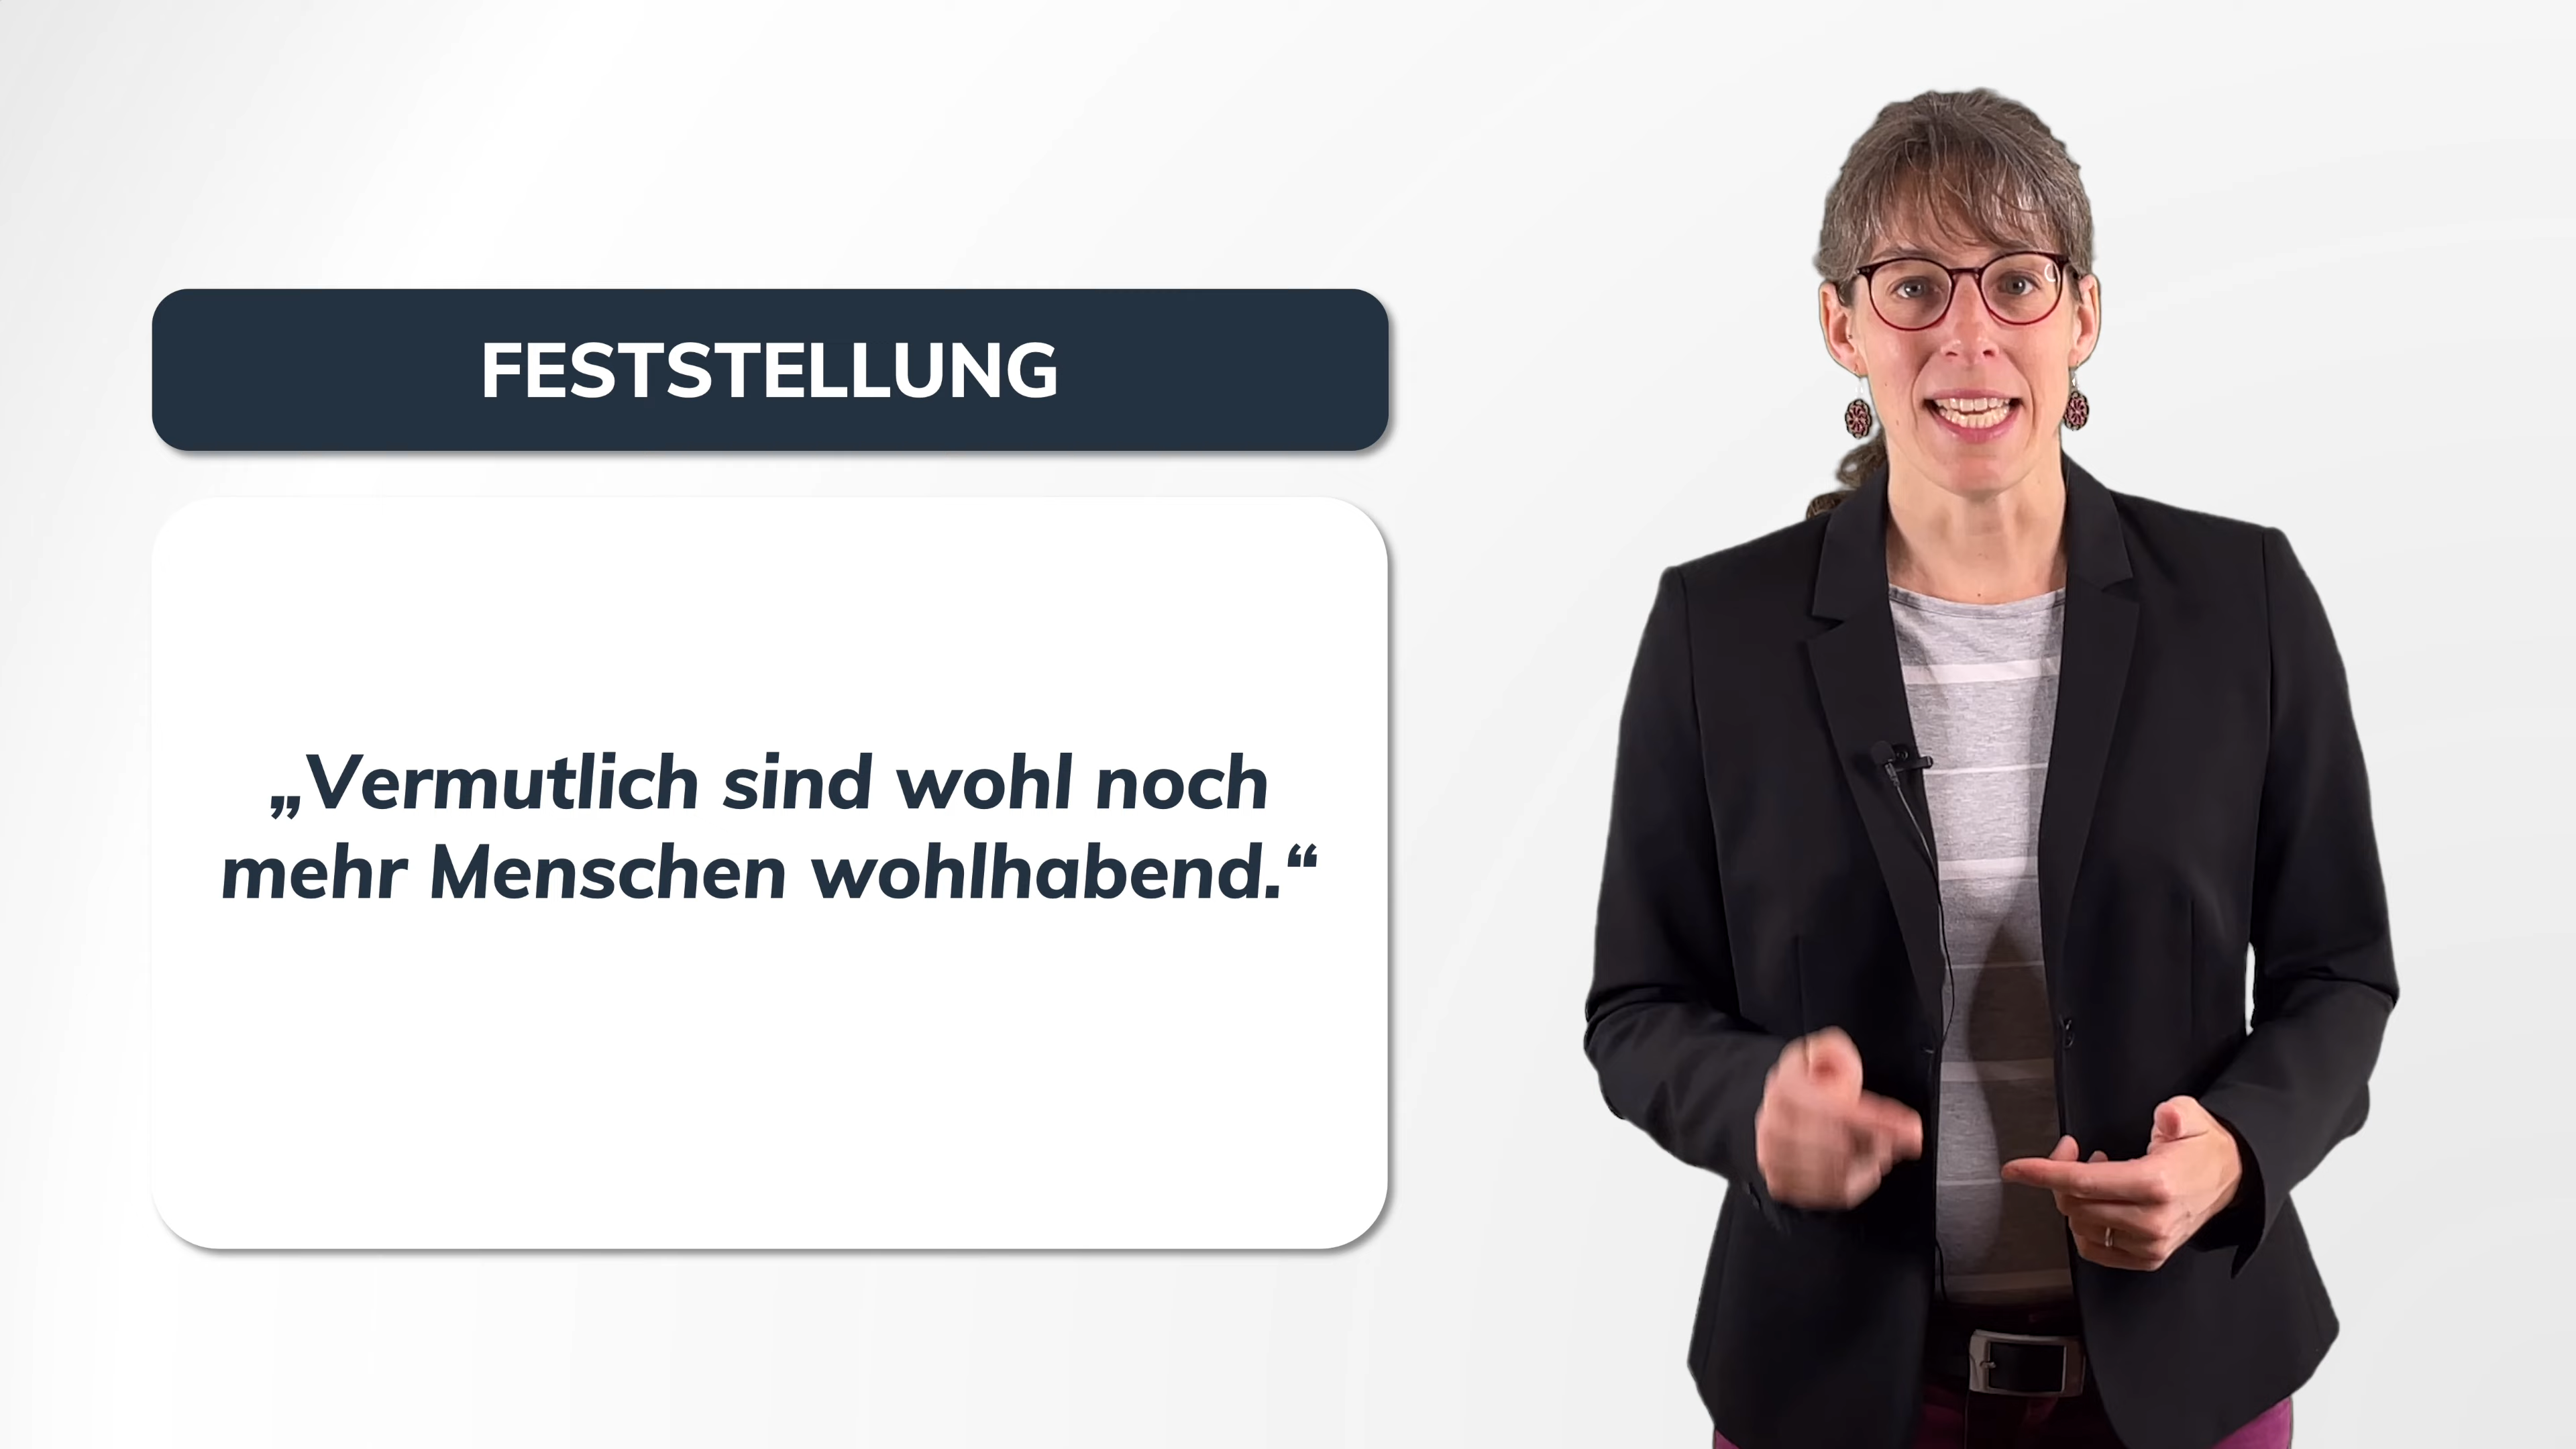 FESTSTELLUNG
„Vermutlich sind wohl noch
mehr Menschen wohlhabend.“